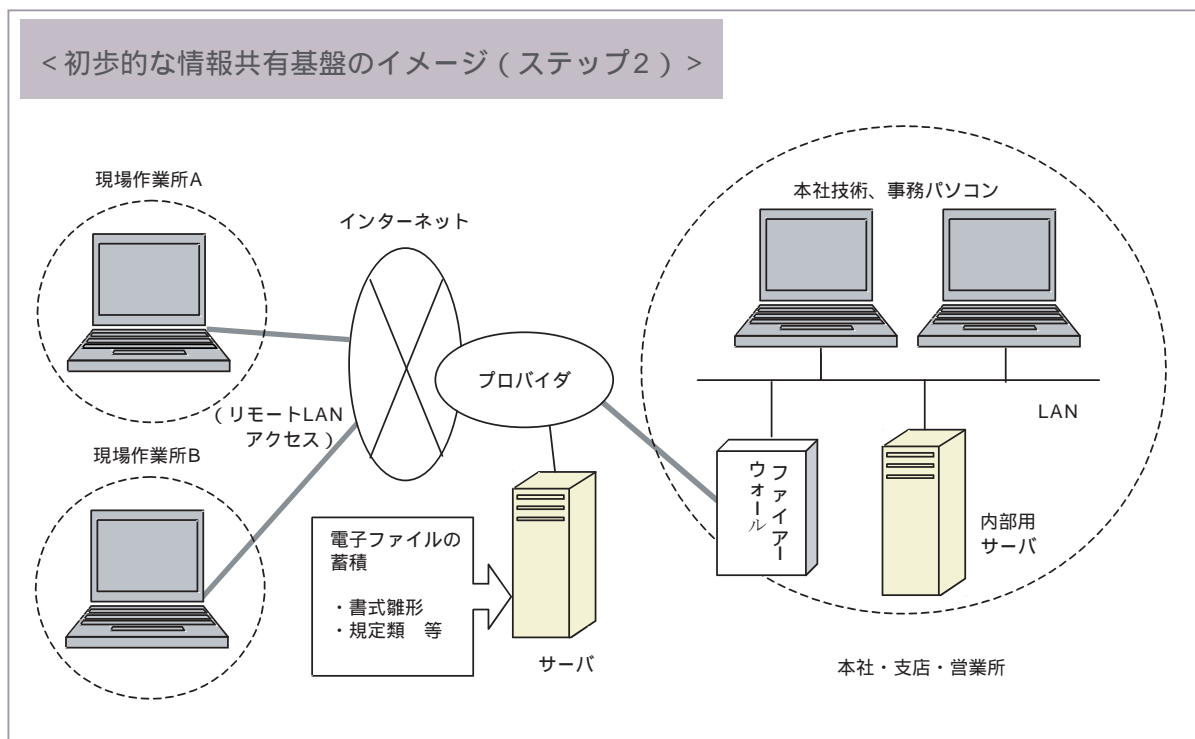 ＜初歩的な情報共有基盤のイメージ（ステップ2）＞
現場作業所A
インターネット
本社技術、事務パソコン
プロバイダ
（リモートLAN
アクセス）
LAN
現場作業所B
ファイアー
ウォール
電子ファイルの
蓄積
・書式雛形
・規定類　等
内部用
サーバ
サーバ
本社・支店・営業所